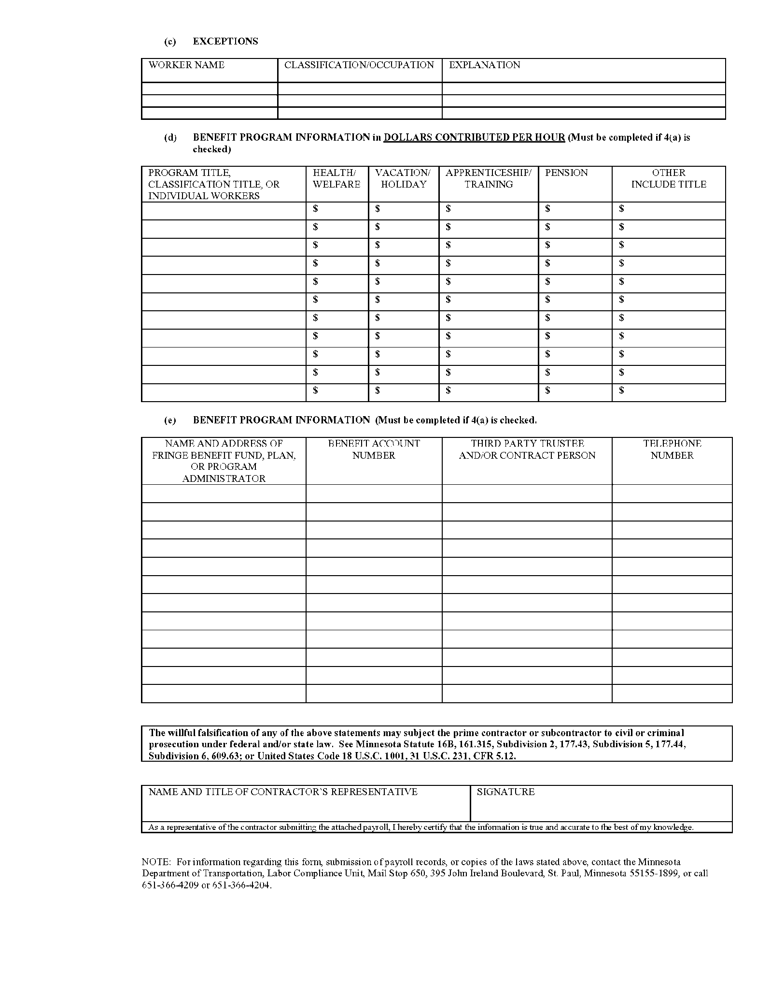 (c) EXCEPTIONS
WORKER NAME CLASSIFICATION/OCCUPATION EXPLANATION
(d) BENEFIT PROGRAM INFORMATION in DOLLARS CONTRIBUTED PER HOUR (Must be completed if 4(a) is
checked)
PROGRAM TITLE, HEALTH/ VACATION/ APPRENTICESHIP/ PENSION OTHER
CLASSIFICATION TITLE, OR WELFARE HOLIDAY TRAINING INCLUDE TITLE
INDIVIDUAL WORKERS
$ $ $ $ $
$ $ $ $ $
$ $ $ $ $
$ $ $ $ $
$ $ $ $ $
$ $ $ $ $
$ $ $ $ $
$ $ $ $ $
$ $ $ $ $
$ $ $ $ $
$ $ $ $ $
(e) BENEFIT PROGRAM INFORMATION (Must be completed if 4(a) is checked.
NAME AND ADDRESS OF BENEFIT ACCOUNT THIRD PARTY TRUSTEE TELEPHONE
FRINGE BENEFIT FUND, PLAN, NUMBER AND/OR CONTRACT PERSON NUMBER
OR PROGRAM
ADMINISTRATOR
The willful falsification of any of the above statements may subject the prime contractor or subcontractor to civil or criminal
prosecution under federal and/or state law. See Minnesota Statute 16B, 161.315, Subdivision 2, 177.43, Subdivision 5, 177.44,
Subdivision 6, 609.63; or United States Code 18 U.S.C. 1001, 31 U.S.C. 231, CFR 5.12.
NAME AND TITLE OF CONTRACTOR'S REPRESENTATIVE SIGNATURE
As a representative of the contractor submitting the attached payroll, I hereby certify that the information is true and accurate to the best of my knowledge.
NOTE: For information regarding this form, submission of payroll records, or copies of the laws stated above, contact the Minnesota
Department of Transportation, Labor Compliance Unit, Mail Stop 650, 395 John Ireland Boulevard, St. Paul, Minnesota 55155-1899, or call
651-366-4209 or 651-366-4204.